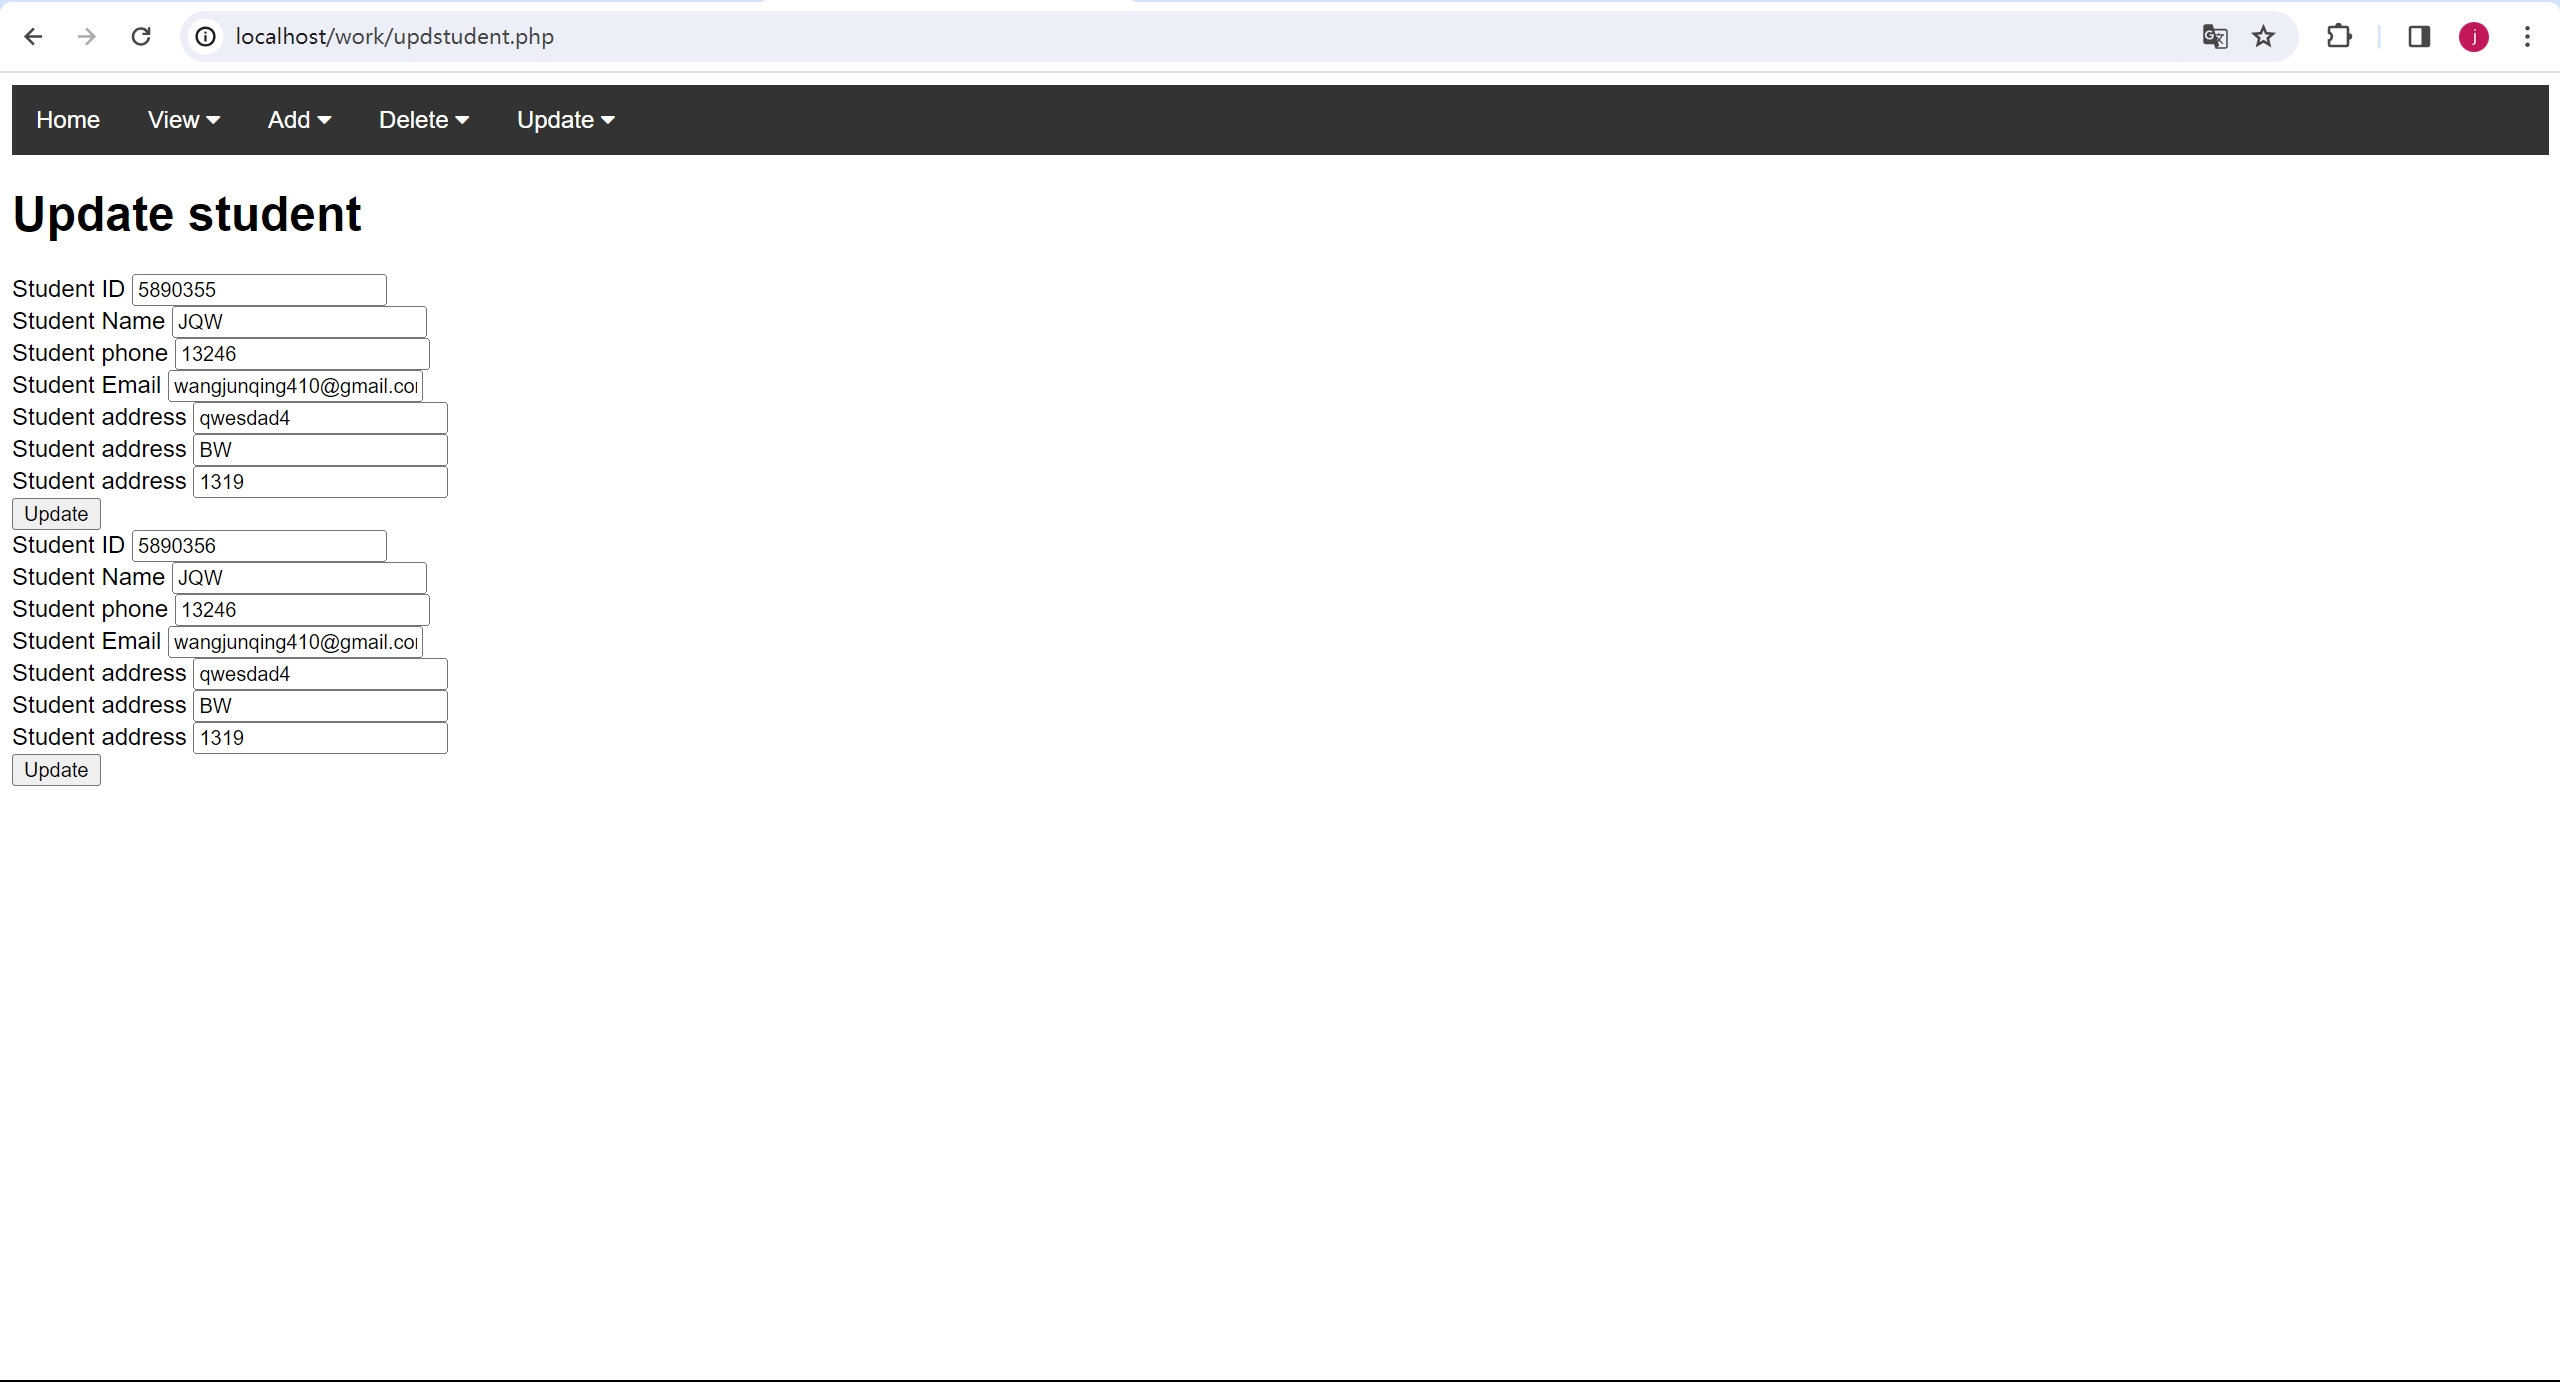 localhost/work/updstudent.php
j
Home View Add Delete Update
Update student
Student ID 5890355
Student Name JQW
Student phone 13246
Student Email wangjunqing410@gmail.co
Student address qwesdad4
Student address BW
Student address 1319
Update
Student ID 5890356
Student Name JQW
Student phone 13246
Student Email wangjunqing410@gmail.co
Student address qwesdad4
Student address BW
Student address 1319
Update